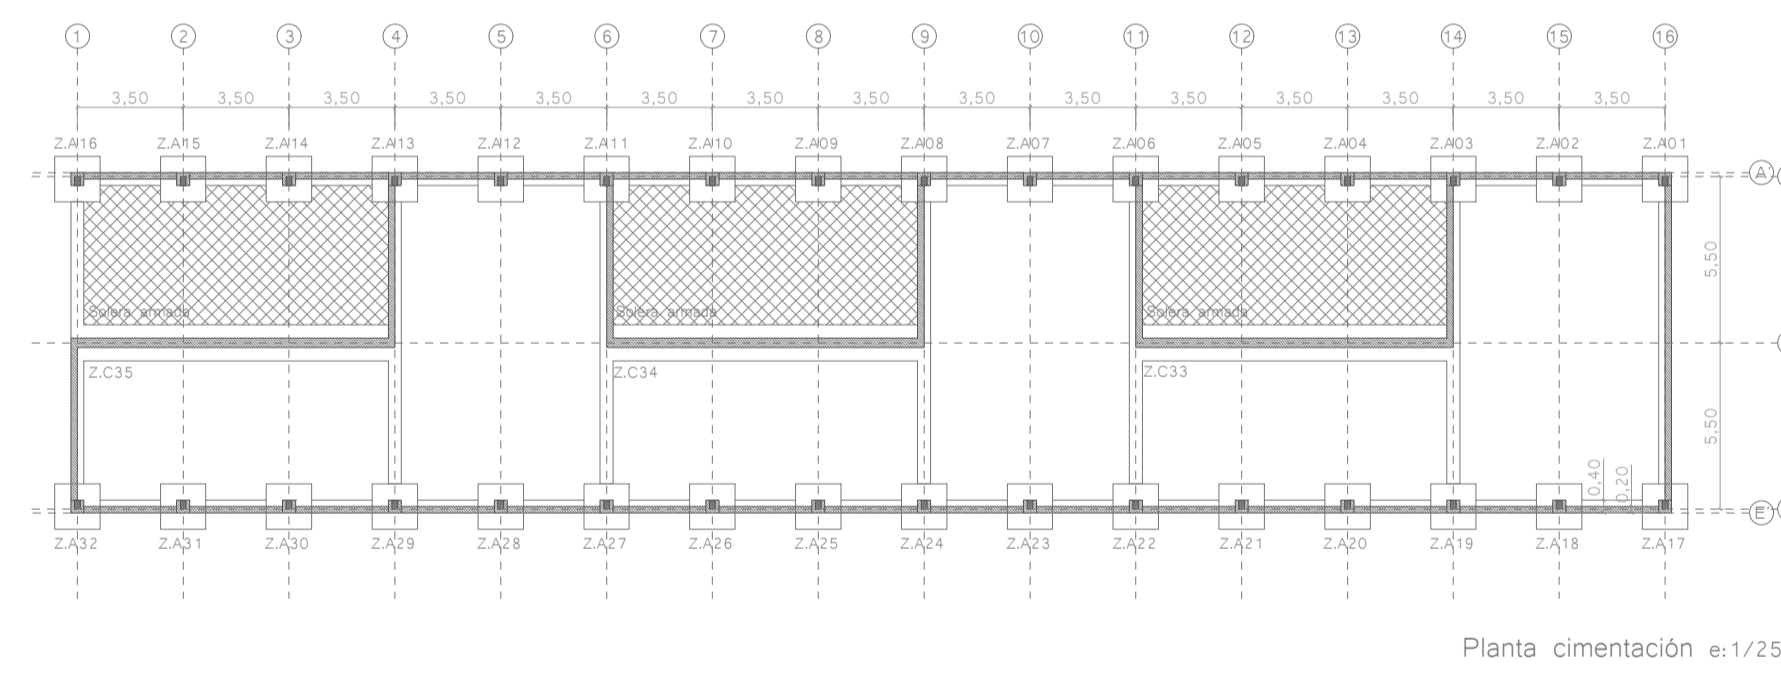 1 2 3 4 5 6 7 8 9 10 11 12 13 14 15 16
3,50 3,50 3,50 3,50 3,50 3,50 3,50 3,50 3,50 3,50 3,50 3,50 3,50 3,50 3,50
Z.A16 Z.A15 Z.A14 Z.A13 Z.A12 Z.A11 Z.A10 Z.A09 Z.A08 Z.A07 Z.A06 Z.A05 Z.A04 Z.A03 Z.A02 Z.A01
A'
5,50
Solera armada Solera armada Solera armada
Z.C35 Z.C34 Z.C33
5,50
0,40 0,20
E'
Z.A32 Z.A31 Z.A30 Z.A29 Z.A28 Z.A27 Z.A26 Z.A25 Z.A24 Z.A23 Z.A22 Z.A21 Z.A20 Z.A19 Z.A18 Z.A17
Planta cimentación e:1/25